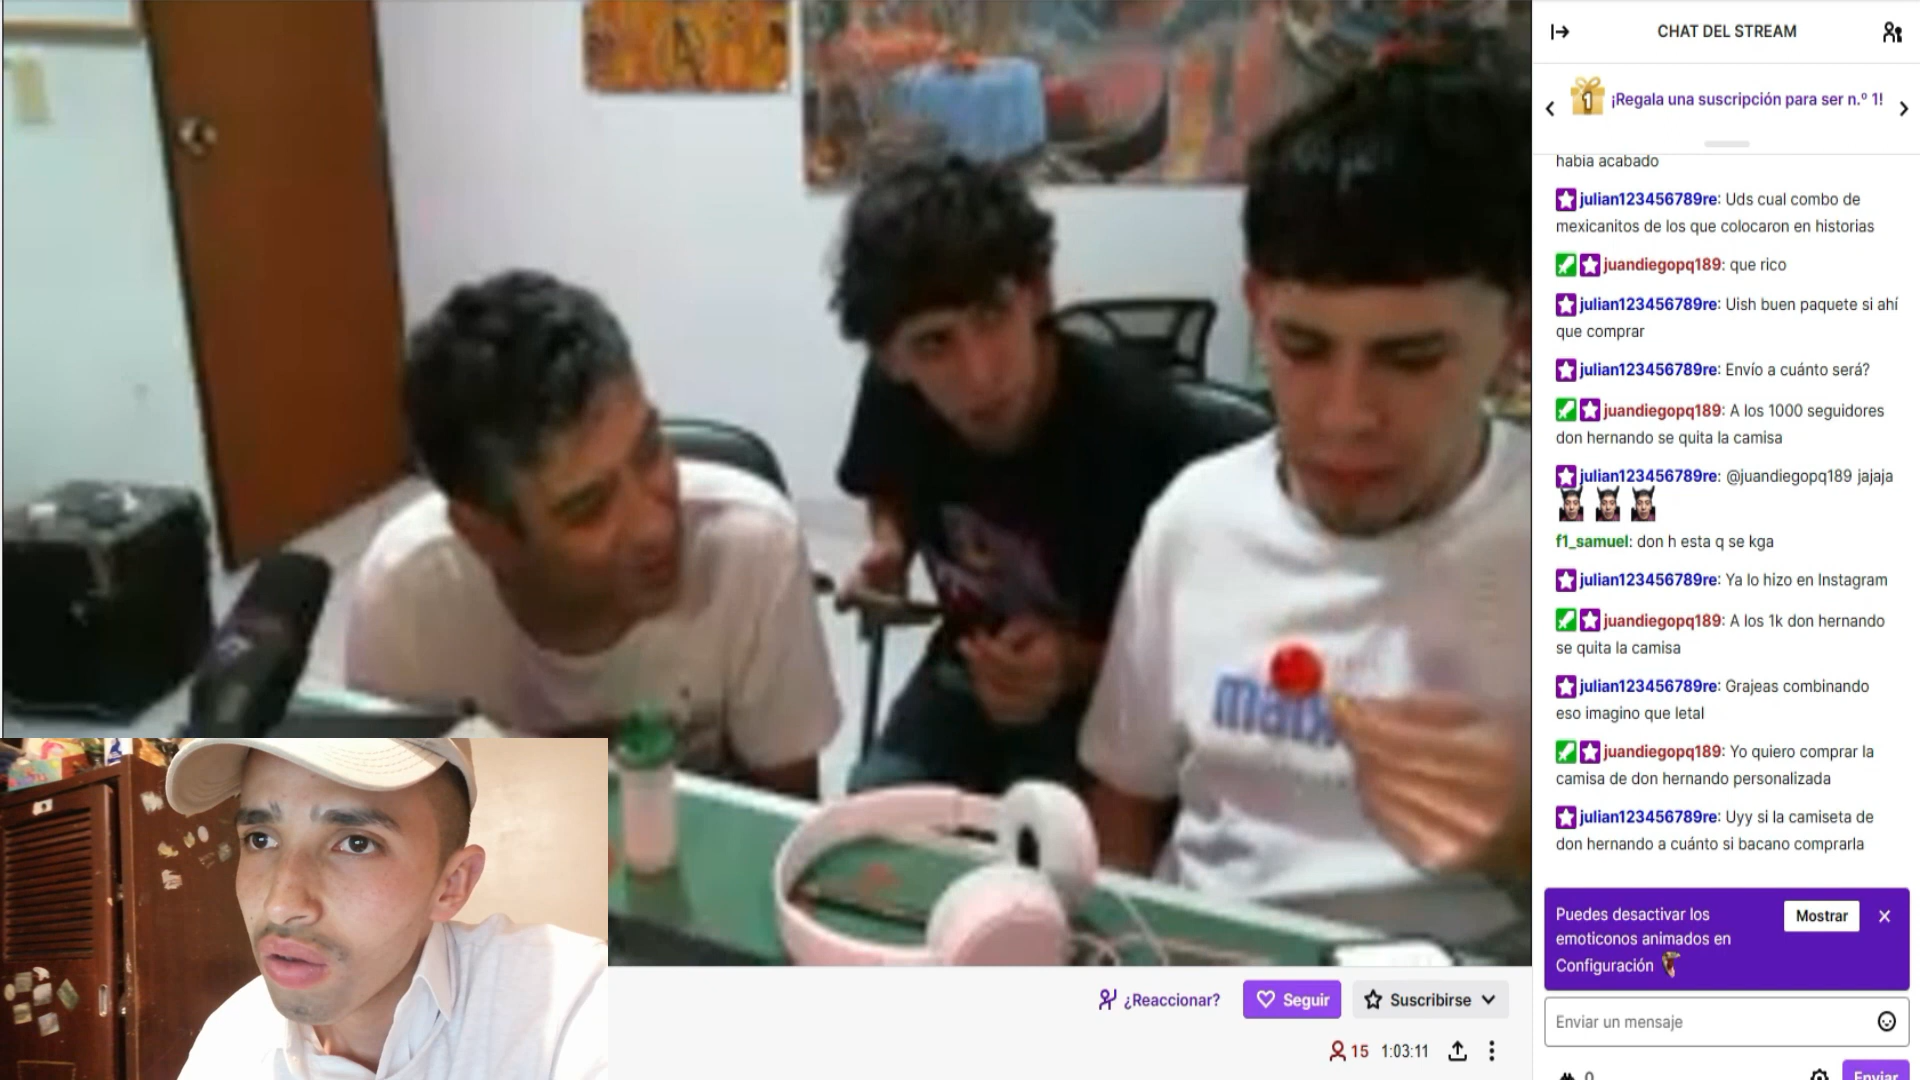 CHAT DEL STREAM
1
¡Regala una suscripción para ser n.º 1!
había acabado
julian123456789re: Uds cual combo de
mexicanitos de los que colocaron en historias
juandiegopq189: que rico
julian123456789re: Uish buen paquete si ahí
que comprar
julian123456789re: Envío a cuánto será?
juandiegopq189: A los 1000 seguidores
don hernando se quita la camisa
julian123456789re: @juandiegopq189 jajaja
f1_samuel: don h esta q se kga
julian123456789re: Ya lo hizo en Instagram
juandiegopq189: A los 1k don hernando
se quita la camisa
julian123456789re: Grajeas combinando
eso imagino que letal
juandiegopq189: Yo quiero comprar la
camisa de don hernando personalizada
julian123456789re: Uyy si la camiseta de
don hernando a cuánto si bacano comprarla
Puedes desactivar los
emoticonos animados en
Configuración
Mostrar
Enviar un mensaje
0
Enviar
¿Reaccionar?
Seguir
Suscribirse
15
1:03:11